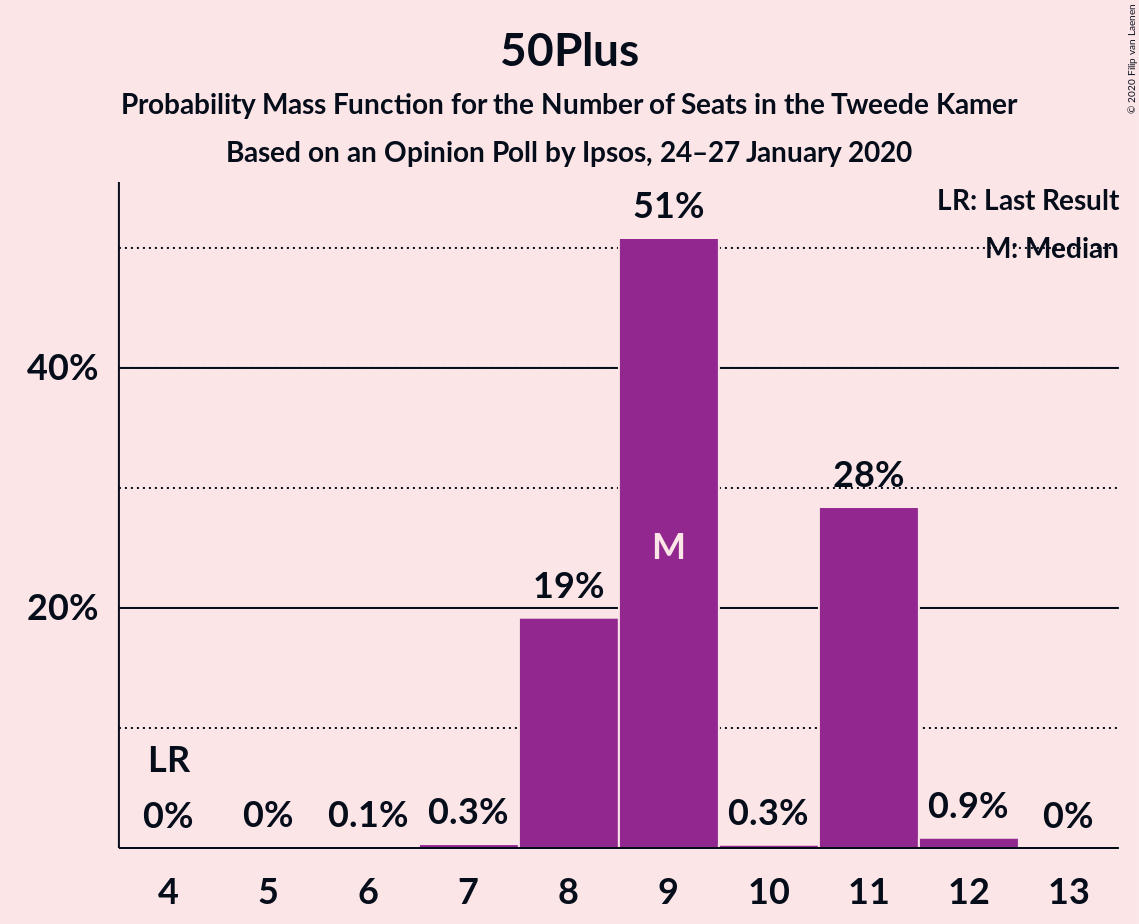 50Plus
Probability Mass Function for the Number of Seats in the Tweede Kamer
Based on an Opinion Poll by Ipsos, 24–27 January 2020
© 2020 Filip van Laenen
LR: Last Result
M: Median
51%
40%
28%
M
19%
20%
LR
0%
0%
0.1%
0.3%
0.3%
0.9%
0%
4 5 6 7 8 9 10 11 12 13